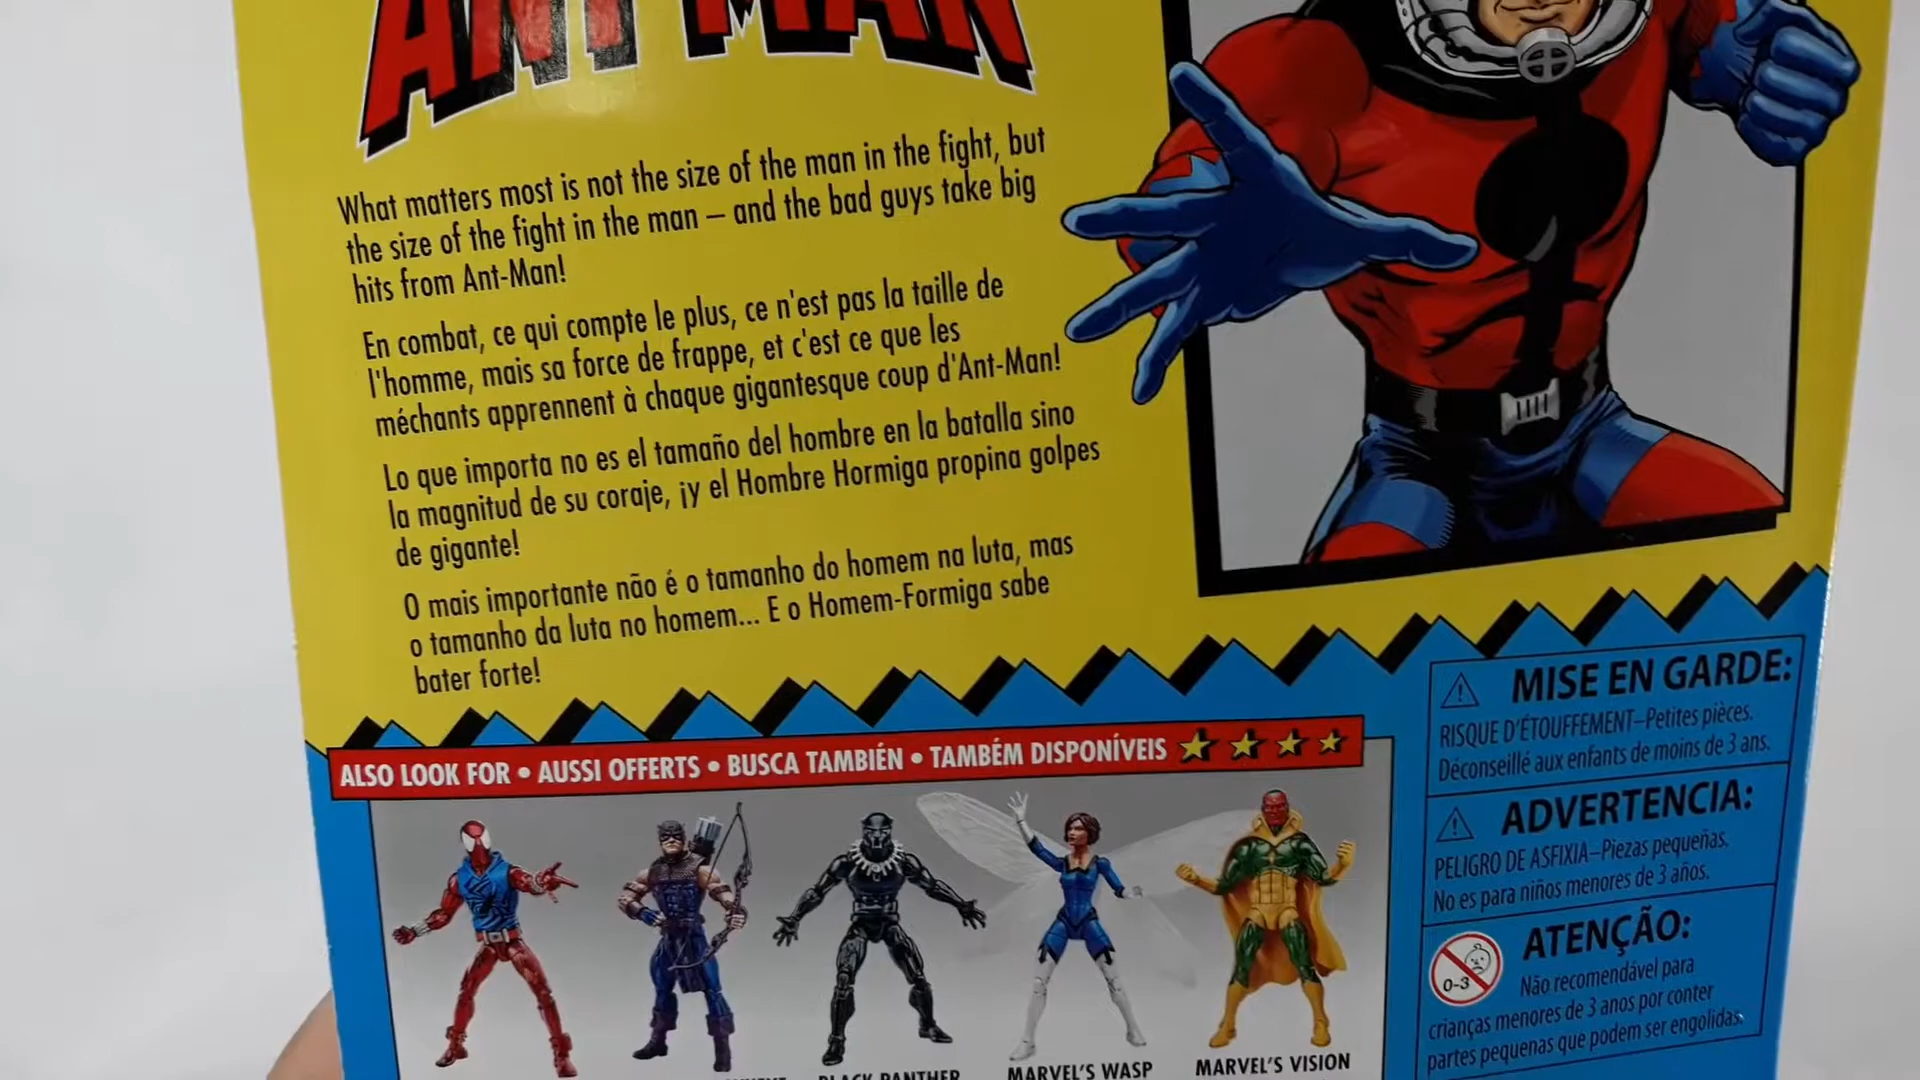 ANT-MAN
What matters most is not the size of the man in the fight, but
the size of the fight in the man – and the bad guys take big
hits from Ant-Man!
En combat, ce qui compte le plus, ce n'est pas la taille de
l'homme, mais sa force de frappe, et c'est ce que les
méchants apprennent à chaque gigantesque coup d'Ant-Man!
Lo que importa no es el tamaño del hombre en la batalla sino
la magnitud de su coraje, ¡y el Hombre Hormiga propina golpes
de gigante!
O mais importante não é o tamanho do homem na luta, mas
o tamanho da luta no homem... E o Homem-Formiga sabe
bater forte!
ALSO LOOK FOR • AUSSI OFFERTS • BUSCA TAMBIÉN • TAMBÉM DISPONÍVEIS
BLACK PANTHER
MARVEL'S WASP
MARVEL'S VISION
MISE EN GARDE:
RISQUE D'ÉTOUFFEMENT–Petites pièces.
Déconseillé aux enfants de moins de 3 ans.
ADVERTENCIA:
PELIGRO DE ASFIXIA–Piezas pequeñas.
No es para niños menores de 3 años.
ATENÇÃO:
0-3
Não recomendável para
crianças menores de 3 anos por conter
partes pequenas que podem ser engolidas.